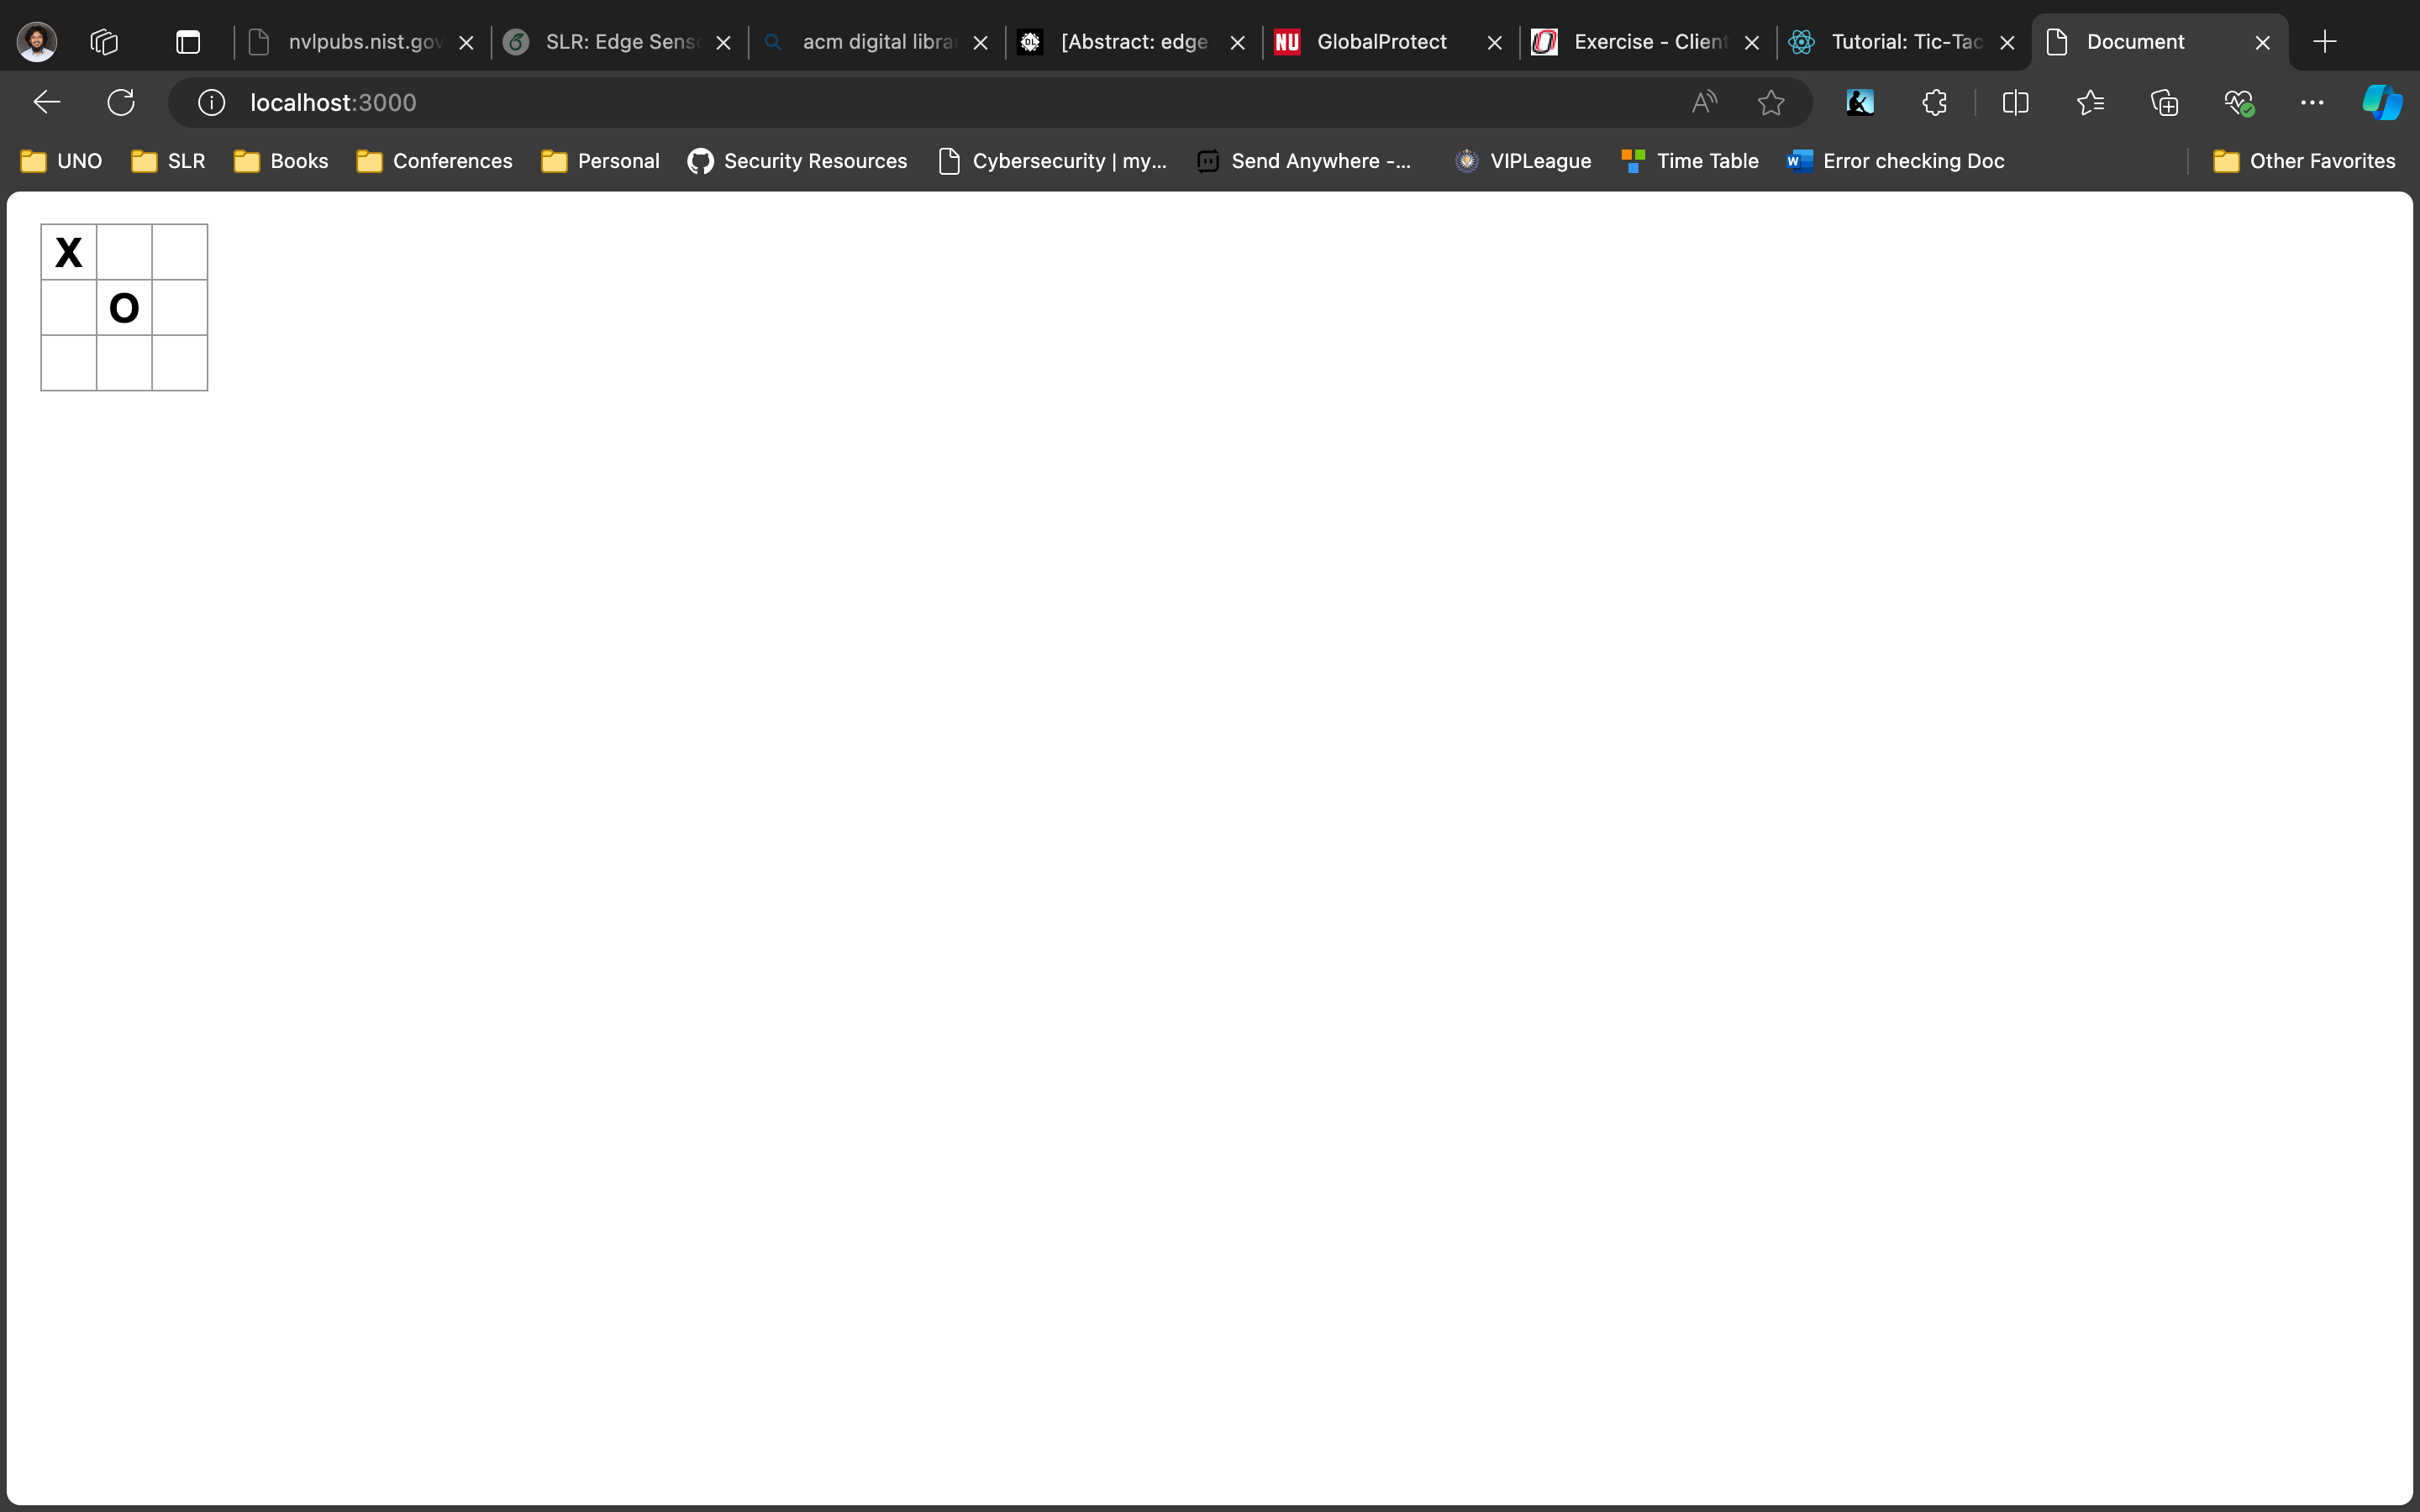 nvlpubs.nist.gov
SLR: Edge Sens
acm digital libra
[Abstract: edge
NU GlobalProtect
Exercise - Client
Tutorial: Tic-Tac
Document
localhost:3000
UNO
SLR
Books
Conferences
Personal
Security Resources
Cybersecurity | my...
Send Anywhere -...
VIPLeague
Time Table
Error checking Doc
Other Favorites
X
O